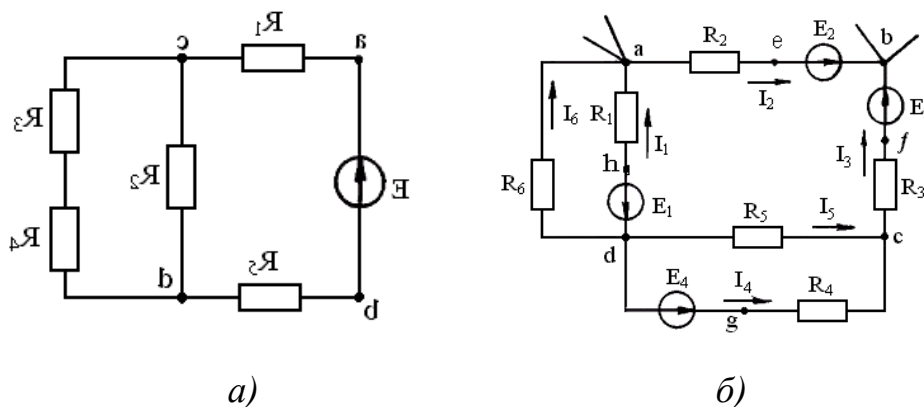 R₁ a
c
R₃
R₂ E
R₄
d R₅ b
a)
a R₂ e E₂ b
I₂ E
I₆ R₁ I₁
f
h I₃
R₆ R₃
E₁ R₅ I₅
d c
E₄ I₄ R₄
g
б)